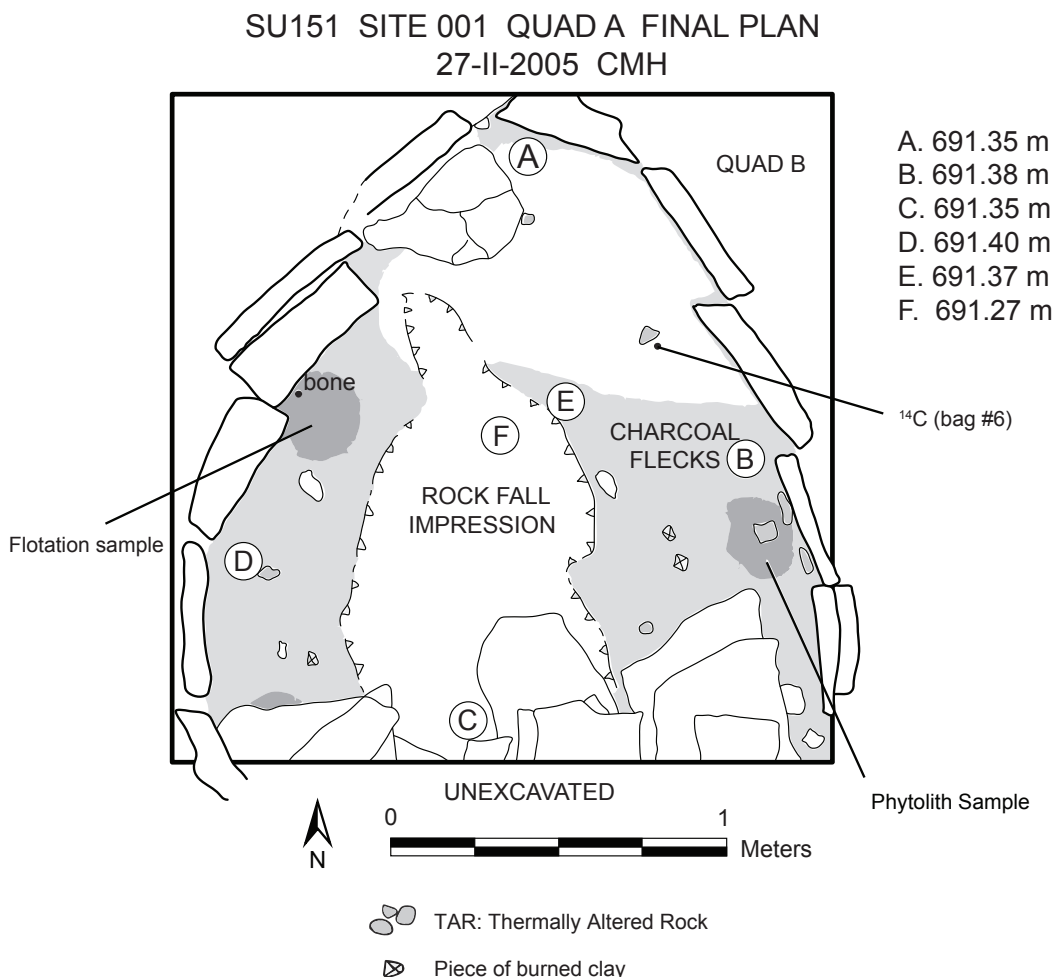 SU151 SITE 001 QUAD A FINAL PLAN
27-II-2005 CMH
A
QUAD B
A. 691.35 m
B. 691.38 m
C. 691.35 m
D. 691.40 m
E. 691.37 m
F. 691.27 m
bone
E
F
¹⁴C (bag #6)
CHARCOAL
FLECKS
B
ROCK FALL
IMPRESSION
Flotation sample
D
C
UNEXCAVATED
Phytolith Sample
0
1
Meters
N
TAR: Thermally Altered Rock
Piece of burned clay